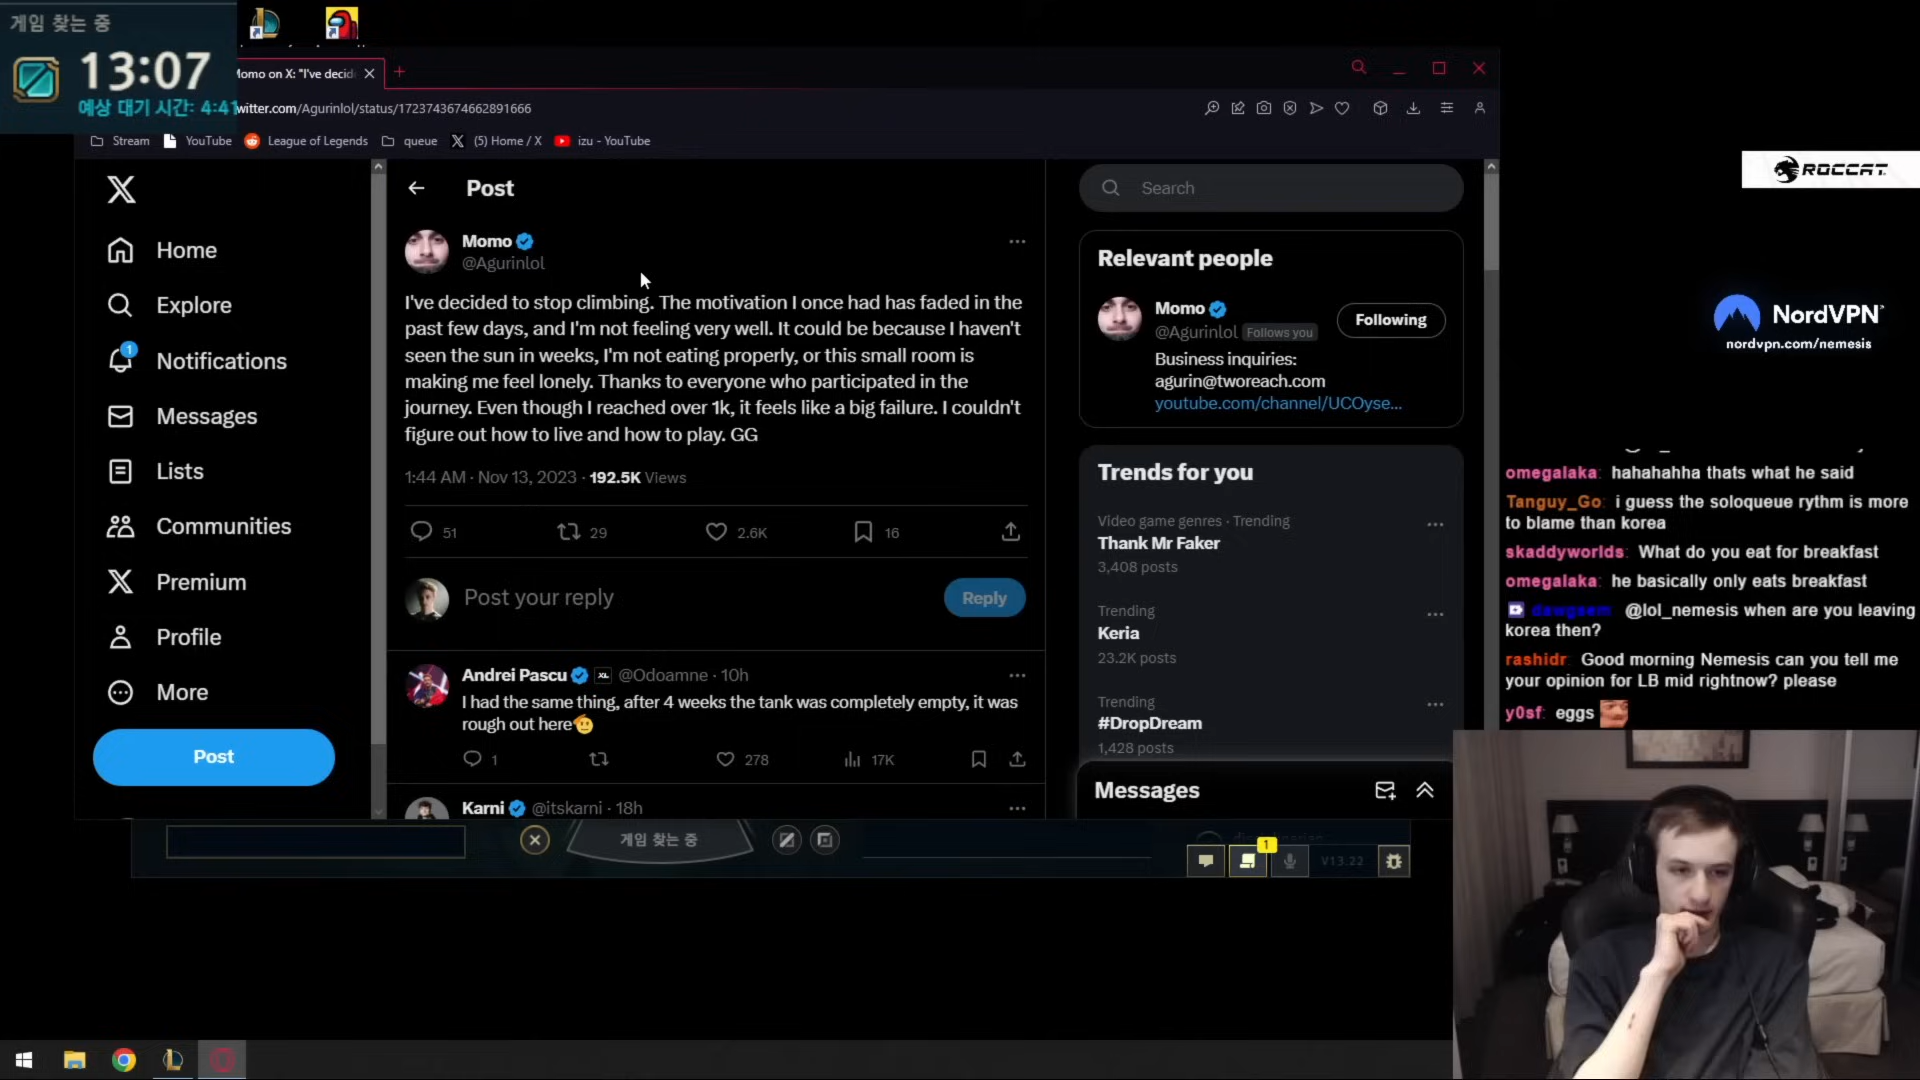 게임 찾는 중
13:07
예상 대기 시간: 4:41
Momo on X: "I've decid
witter.com/Agurinlol/status/1723743674662891666
Stream
YouTube
League of Legends
queue
(5) Home / X
izu - YouTube
Home
Explore
1
Notifications
Messages
Lists
Communities
Premium
Profile
More
Post
Post
Momo
@Agurinlol
I've decided to stop climbing. The motivation I once had has faded in the
past few days, and I'm not feeling very well. It could be because I haven't
seen the sun in weeks, I'm not eating properly, or this small room is
making me feel lonely. Thanks to everyone who participated in the
journey. Even though I reached over 1k, it feels like a big failure. I couldn't
figure out how to live and how to play. GG
1:44 AM · Nov 13, 2023 · 192.5K Views
51
29
2.6K
16
Post your reply
Reply
Andrei Pascu XL @Odoamne · 10h
I had the same thing, after 4 weeks the tank was completely empty, it was
rough out here
1
278
17K
Karni @itskarni · 18h
Search
Relevant people
Momo
@Agurinlol Follows you
Following
Business inquiries:
agurin@tworeach.com
youtube.com/channel/UCOyse...
Trends for you
Video game genres · Trending
Thank Mr Faker
3,408 posts
Trending
Keria
23.2K posts
Trending
#DropDream
1,428 posts
Messages
게임 찾는 중
1
V13.22
ROCCAT
NordVPN
nordvpn.com/nemesis
omegalaka: hahahahha thats what he said
Tanguy_Go: i guess the soloqueue rythm is more
to blame than korea
skaddyworlds: What do you eat for breakfast
omegalaka: he basically only eats breakfast
@lol_nemesis when are you leaving
korea then?
rashidr: Good morning Nemesis can you tell me
your opinion for LB mid rightnow? please
y0sf: eggs